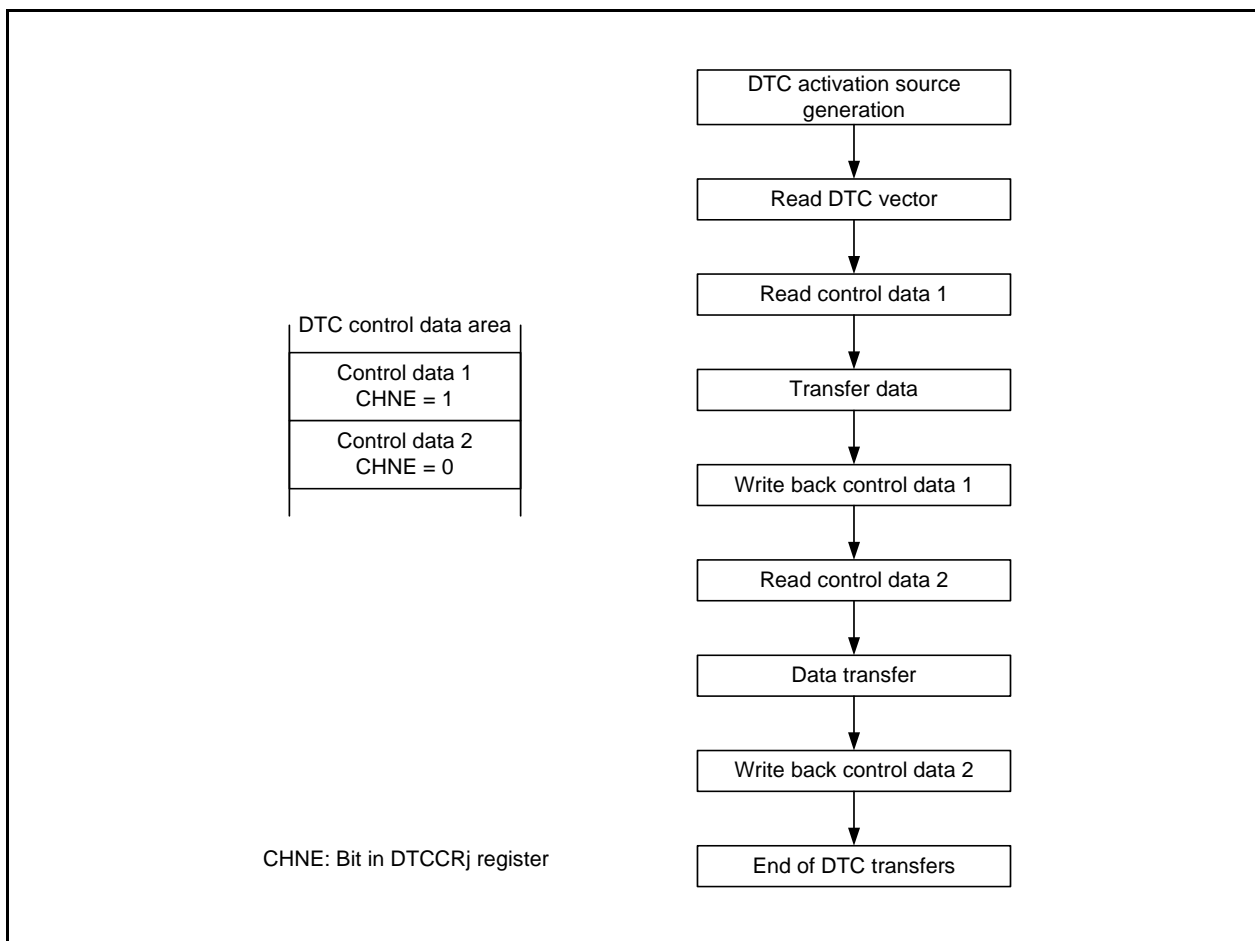 DTC control data area
Control data 1
CHNE = 1
Control data 2
CHNE = 0
CHNE: Bit in DTCCRj register
DTC activation source
generation
Read DTC vector
Read control data 1
Transfer data
Write back control data 1
Read control data 2
Data transfer
Write back control data 2
End of DTC transfers